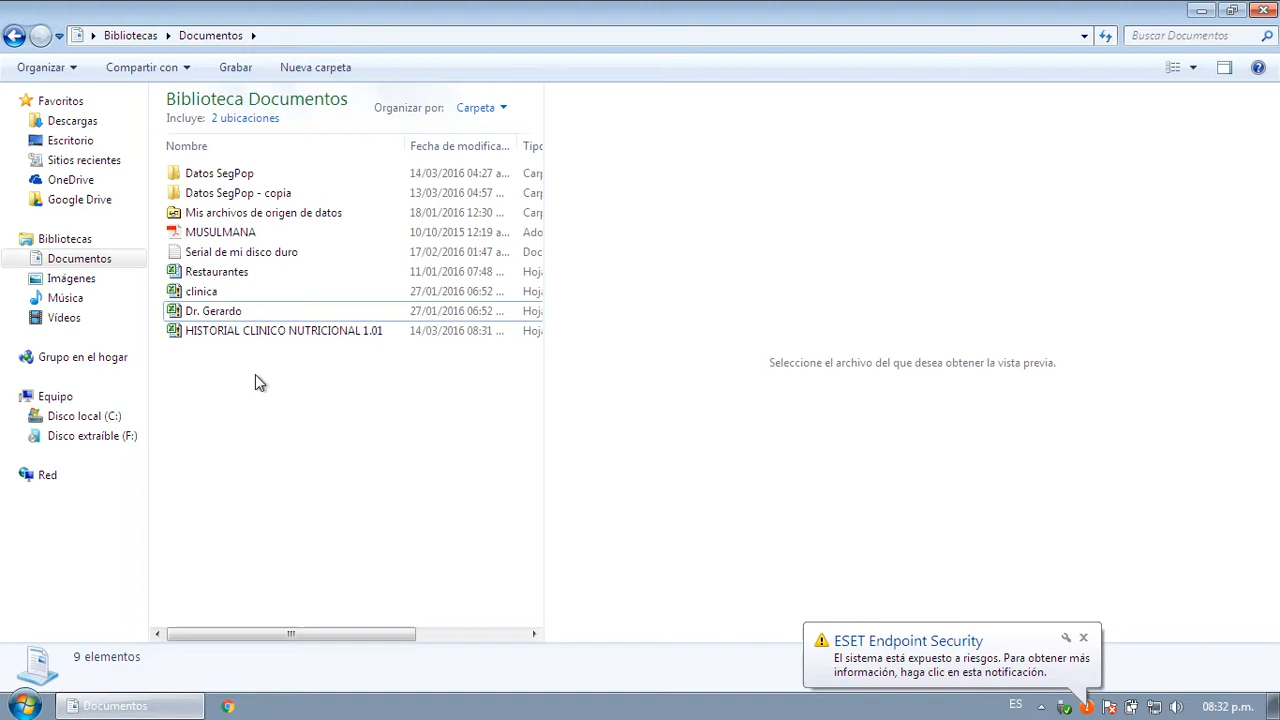 Bibliotecas Documentos
Buscar Documentos
Organizar Compartir con Grabar Nueva carpeta
Favoritos
Descargas
Escritorio
Sitios recientes
OneDrive
Google Drive
Bibliotecas
Documentos
Imágenes
Música
Vídeos
Grupo en el hogar
Equipo
Disco local (C:)
Disco extraíble (F:)
Red
Biblioteca Documentos
Incluye: 2 ubicaciones
Organizar por: Carpeta
Nombre Fecha de modifica... Tipo
Datos SegPop 14/03/2016 04:27 a... Carp
Datos SegPop - copia 13/03/2016 04:57 ... Carp
Mis archivos de origen de datos 18/01/2016 12:30 ... Carp
MUSULMANA 10/10/2015 12:19 a... Ado
Serial de mi disco duro 17/02/2016 01:47 a... Doc
Restaurantes 11/01/2016 07:48 ... Hoj
clinica 27/01/2016 06:52 ... Hoj
Dr. Gerardo 27/01/2016 06:52 ... Hoj
HISTORIAL CLINICO NUTRICIONAL 1.01 14/03/2016 08:31 ... Hoj
Seleccione el archivo del que desea obtener la vista previa.
9 elementos
ESET Endpoint Security
El sistema está expuesto a riesgos. Para obtener más
información, haga clic en esta notificación.
Documentos
ES
08:32 p.m.